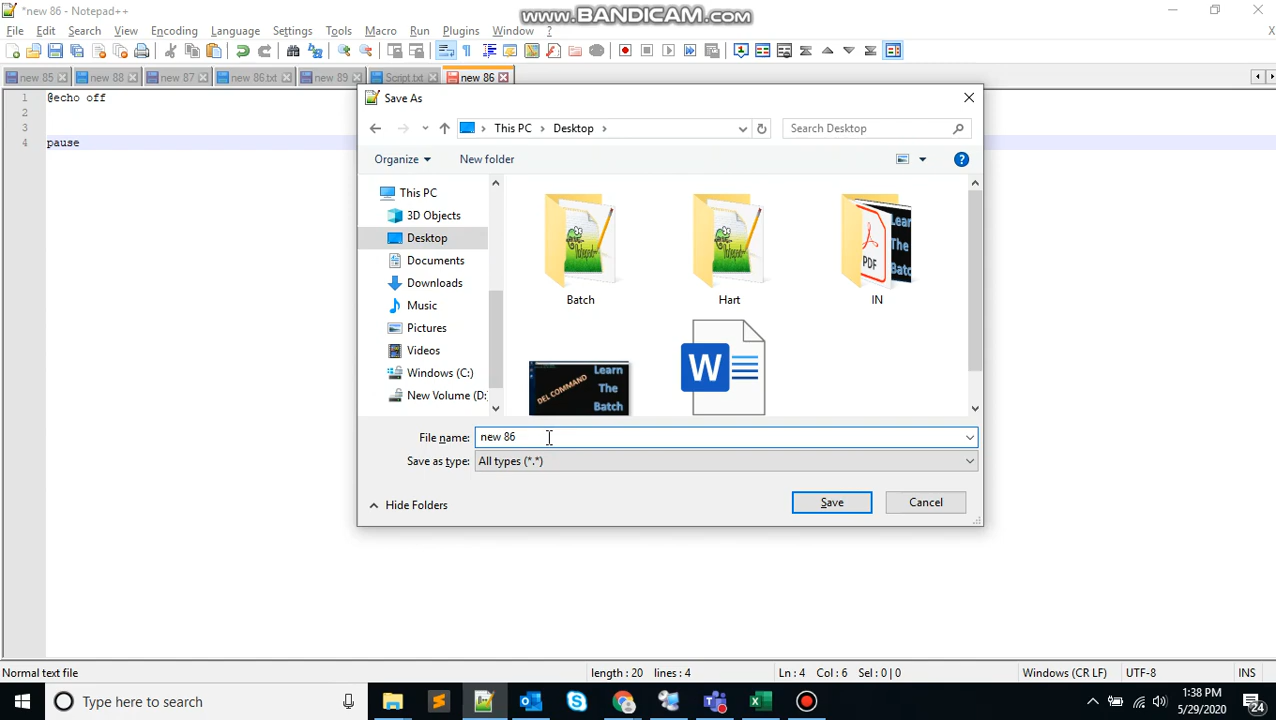 *new 86 - Notepad++
www.BANDICAM.com
File Edit Search View Encoding Language Settings Tools Macro Run Plugins Window ? X
new 85 new 88 new 87 new 86.txt new 89 Script.txt new 86
1 @echo off
2
3
4 pause
Save As
This PC > Desktop >
Search Desktop
Organize New folder
This PC
3D Objects
Desktop
Documents
Downloads
Music
Pictures
Videos
Windows (C:)
New Volume (D:
Batch
Hart
IN
PDF
Learn
The
Batc
DEL COMMAND
Learn
The
Batch
W
File name: new 86
Save as type: All types (*.*)
Hide Folders
Save
Cancel
Normal text file length : 20 lines : 4 Ln : 4 Col : 6 Sel : 0 | 0 Windows (CR LF) UTF-8 INS
Type here to search
1:38 PM
5/29/2020
24